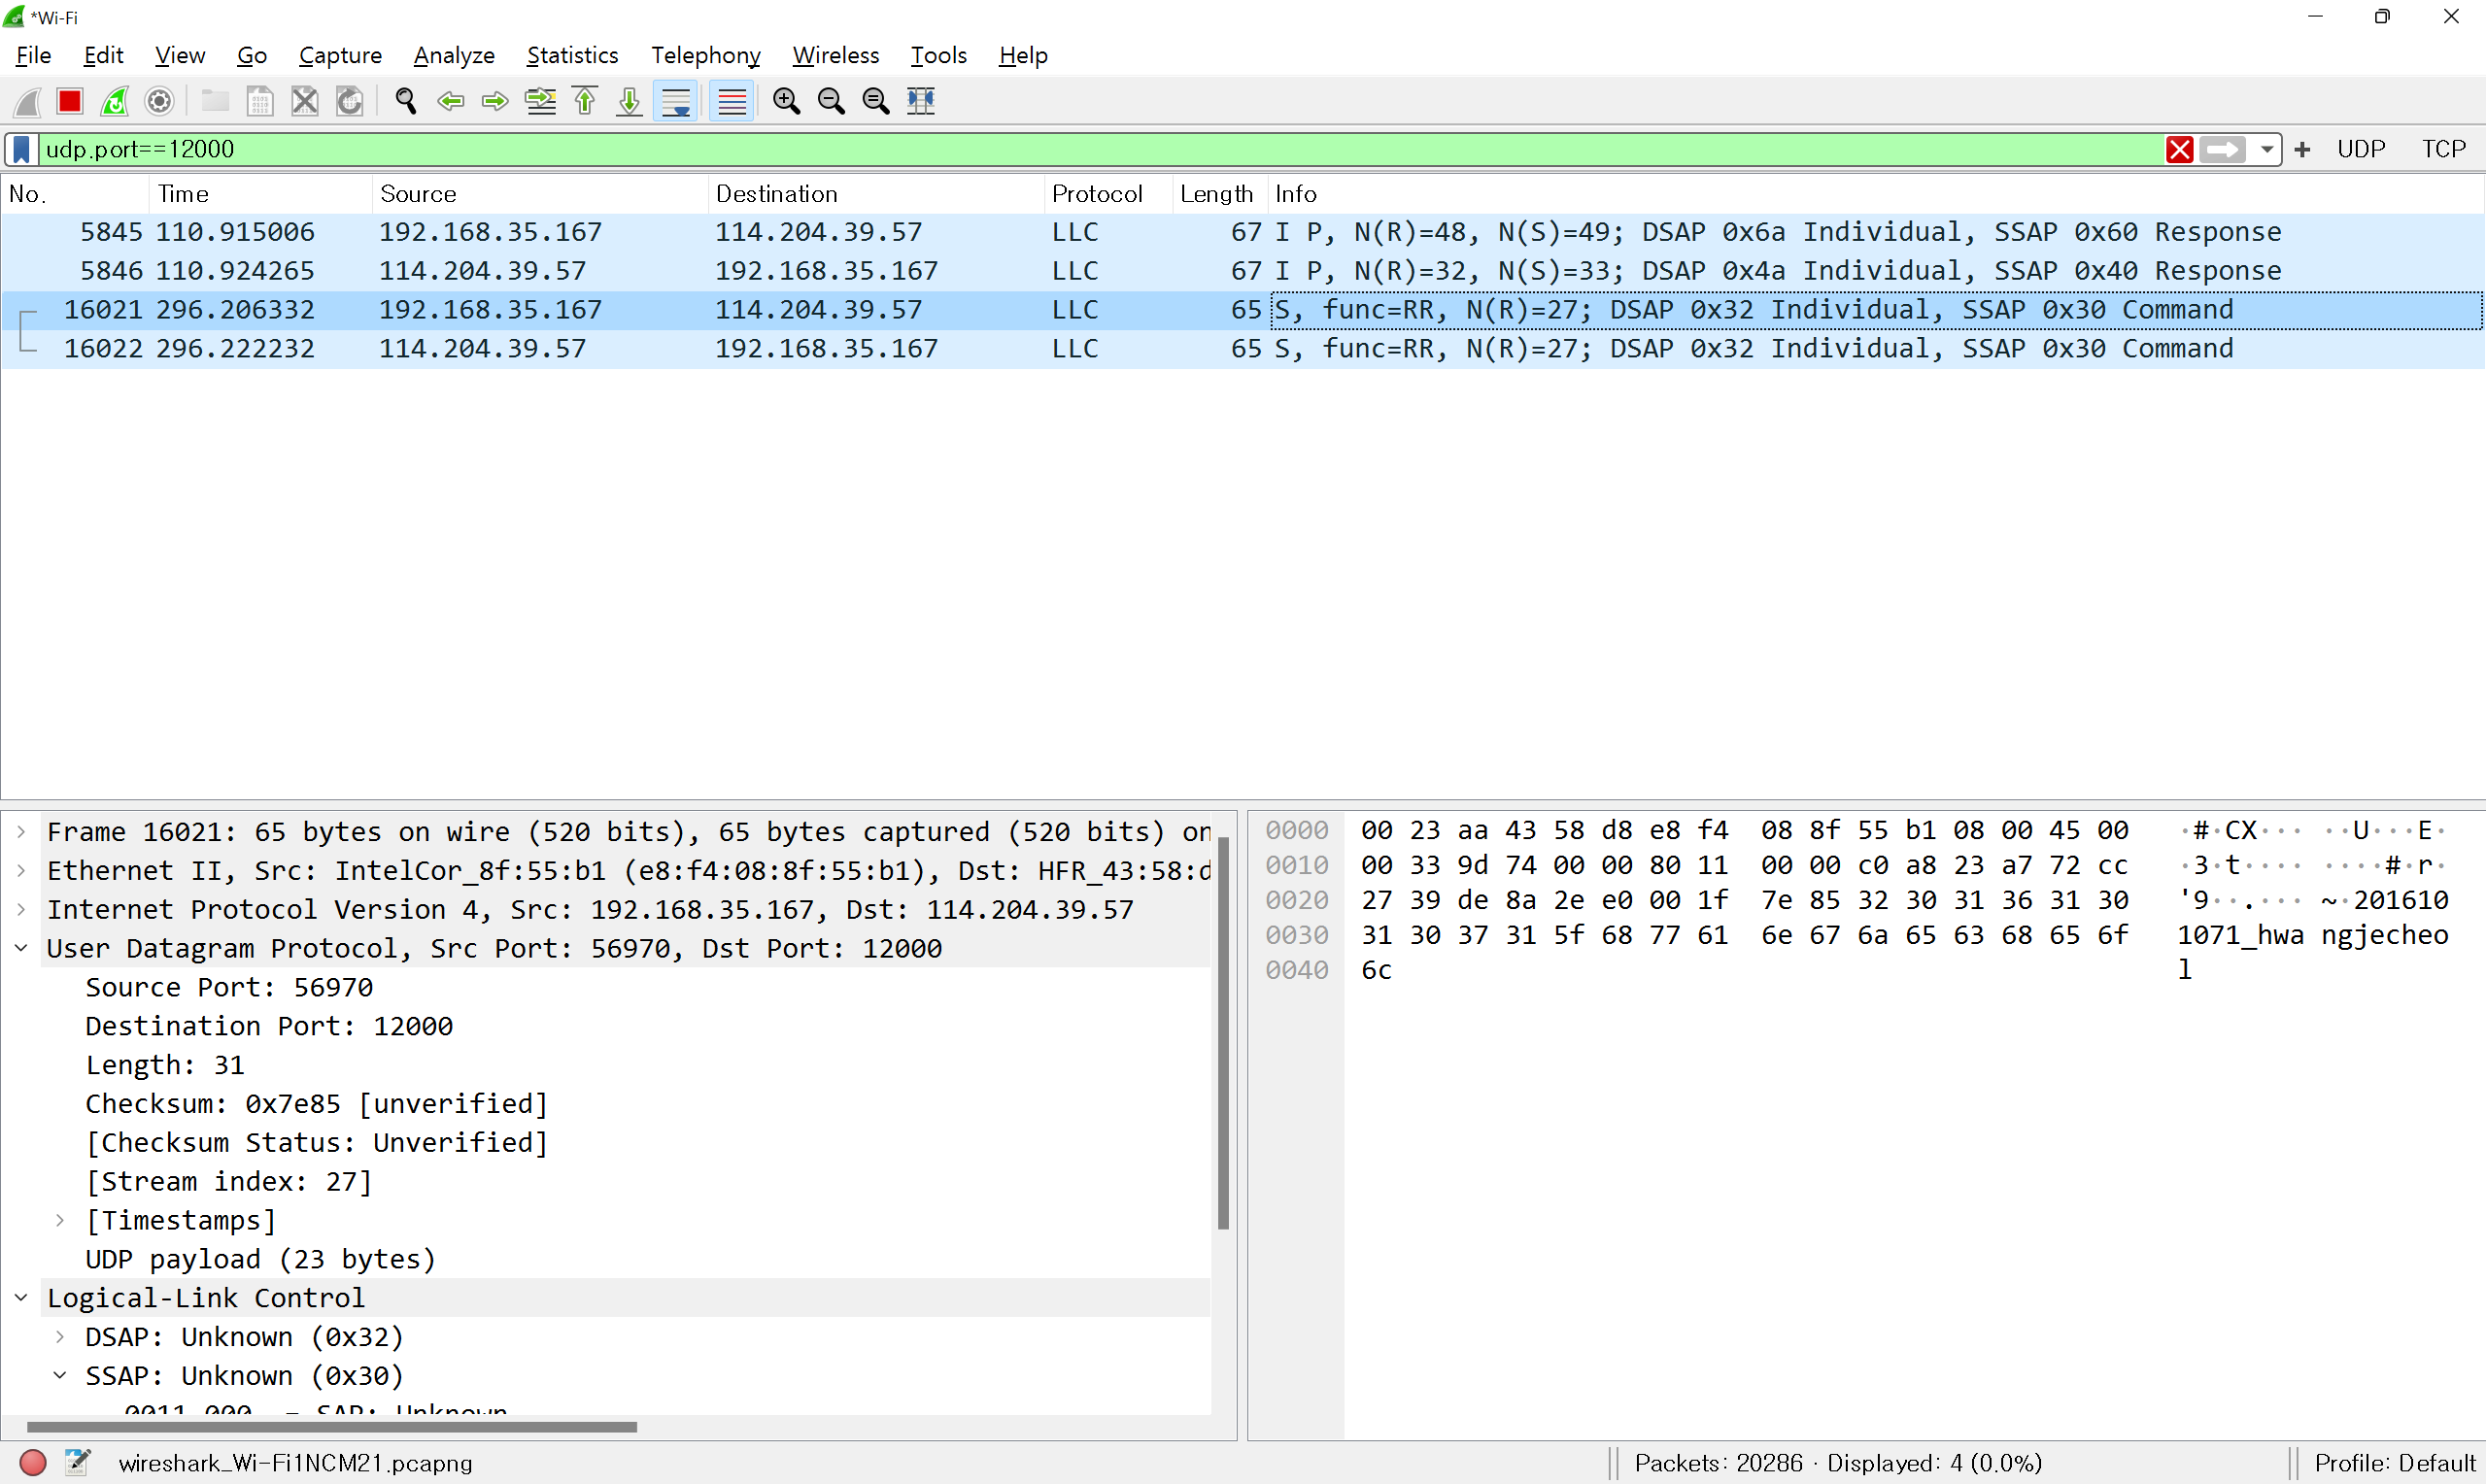 *Wi-Fi
File Edit View Go Capture Analyze Statistics Telephony Wireless Tools Help
udp.port==12000 + UDP TCP
No. Time Source Destination Protocol Length Info
5845 110.915006 192.168.35.167 114.204.39.57 LLC 67 I P, N(R)=48, N(S)=49; DSAP 0x6a Individual, SSAP 0x60 Response
5846 110.924265 114.204.39.57 192.168.35.167 LLC 67 I P, N(R)=32, N(S)=33; DSAP 0x4a Individual, SSAP 0x40 Response
16021 296.206332 192.168.35.167 114.204.39.57 LLC 65 S, func=RR, N(R)=27; DSAP 0x32 Individual, SSAP 0x30 Command
16022 296.222232 114.204.39.57 192.168.35.167 LLC 65 S, func=RR, N(R)=27; DSAP 0x32 Individual, SSAP 0x30 Command
Frame 16021: 65 bytes on wire (520 bits), 65 bytes captured (520 bits) on
Ethernet II, Src: IntelCor_8f:55:b1 (e8:f4:08:8f:55:b1), Dst: HFR_43:58:d
Internet Protocol Version 4, Src: 192.168.35.167, Dst: 114.204.39.57
User Datagram Protocol, Src Port: 56970, Dst Port: 12000
Source Port: 56970
Destination Port: 12000
Length: 31
Checksum: 0x7e85 [unverified]
[Checksum Status: Unverified]
[Stream index: 27]
[Timestamps]
UDP payload (23 bytes)
Logical-Link Control
DSAP: Unknown (0x32)
SSAP: Unknown (0x30)
0011 000. = SAP: Unknown
0000 00 23 aa 43 58 d8 e8 f4 08 8f 55 b1 08 00 45 00 ·#·CX··· ··U···E·
0010 00 33 9d 74 00 00 80 11 00 00 c0 a8 23 a7 72 cc ·3·t···· ····#·r·
0020 27 39 de 8a 2e e0 00 1f 7e 85 32 30 31 36 31 30 '9··.··· ~·201610
0030 31 30 37 31 5f 68 77 61 6e 67 6a 65 63 68 65 6f 1071_hwa ngjecheo
0040 6c l
wireshark_Wi-Fi1NCM21.pcapng Packets: 20286 · Displayed: 4 (0.0%) Profile: Default